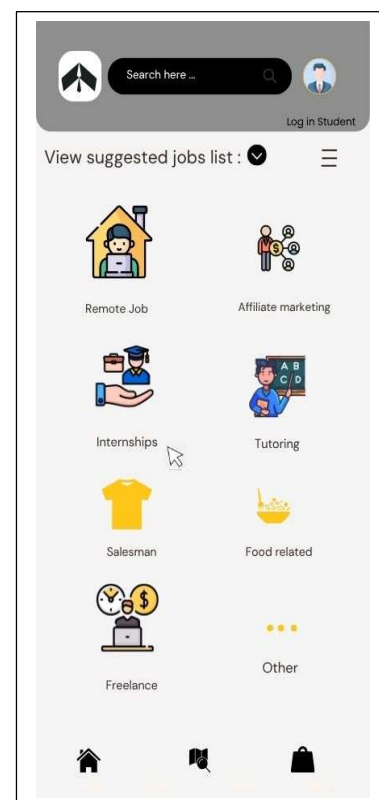 Search here ...
Log in Student
View suggested jobs list :
Remote Job
Affiliate marketing
A B
C D
Internships
Tutoring
Salesman
Food related
Freelance
Other